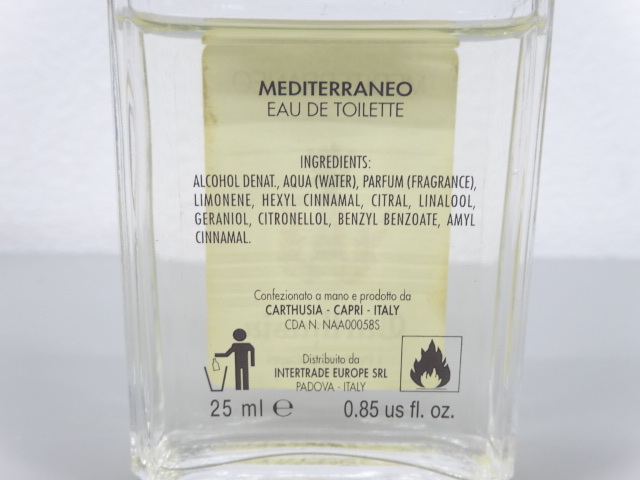 MEDITERRANEO
EAU DE TOILETTE
INGREDIENTS:
ALCOHOL DENAT., AQUA (WATER), PARFUM (FRAGRANCE),
LIMONENE, HEXYL CINNAMAL, CITRAL, LINALOOL,
GERANIOL, CITRONELLOL, BENZYL BENZOATE, AMYL
CINNAMAL.
Confezionato a mano e prodotto da
CARTHUSIA - CAPRI - ITALY
CDA N. NAA00058S
Distribuito da
INTERTRADE EUROPE SRL
PADOVA - ITALY
25 ml ℮ 0.85 us fl. oz.